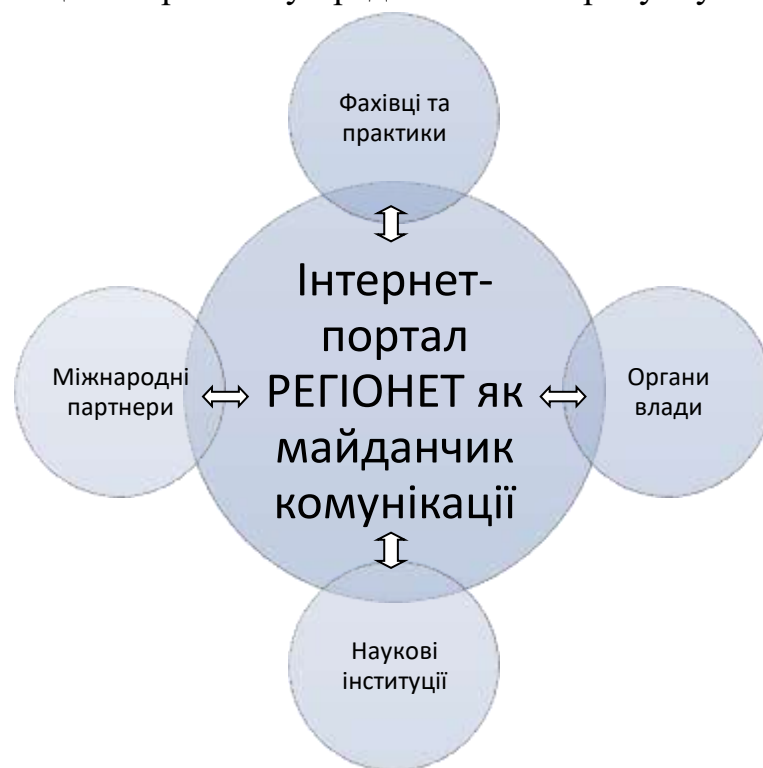 Фахівці та
практики
Інтернет-
портал
РЕГІОНЕТ як
майданчик
комунікації
Міжнародні
партнери
Органи
влади
Наукові
інституції